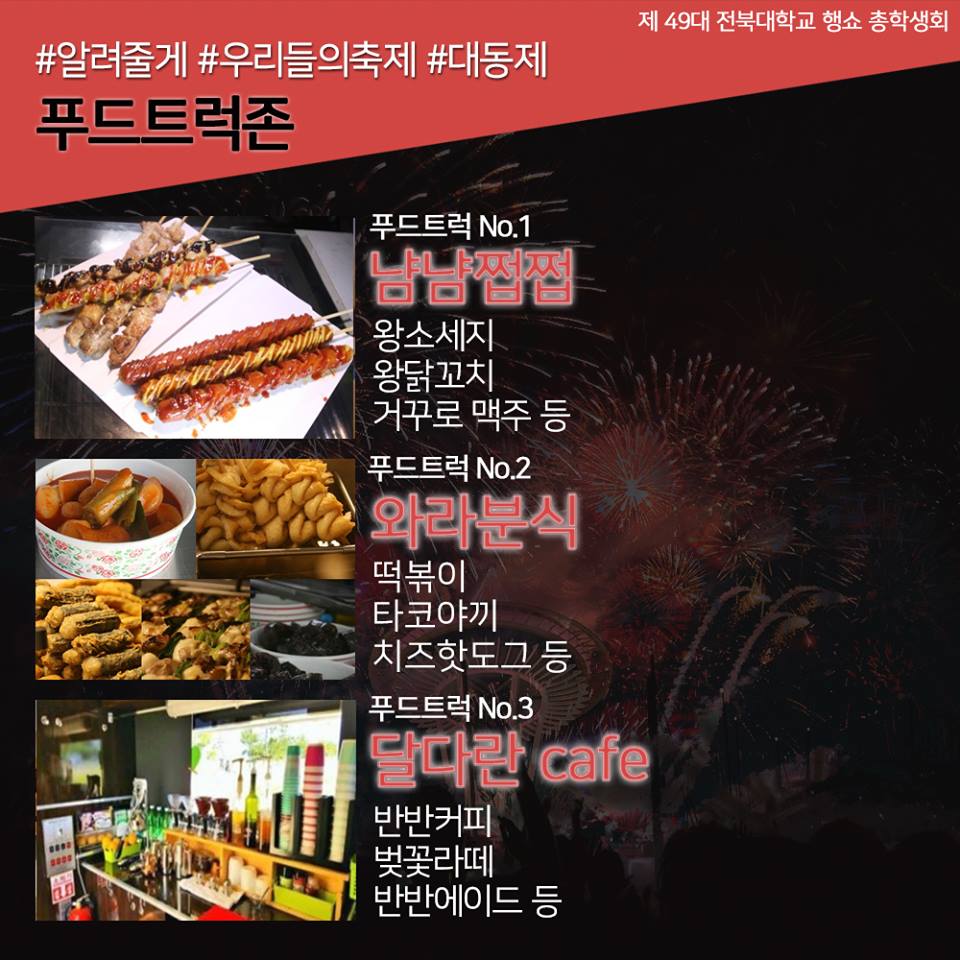 제 49대 전북대학교 행쇼 총학생회
#알려줄게 #우리들의축제 #대동제
푸드트럭존
푸드트럭 No.1
냠냠쩝쩝
왕소세지
왕닭꼬치
거꾸로 맥주 등
푸드트럭 No.2
와라분식
떡볶이
타코야끼
치즈핫도그 등
푸드트럭 No.3
달다란 cafe
반반커피
벚꽃라떼
반반에이드 등